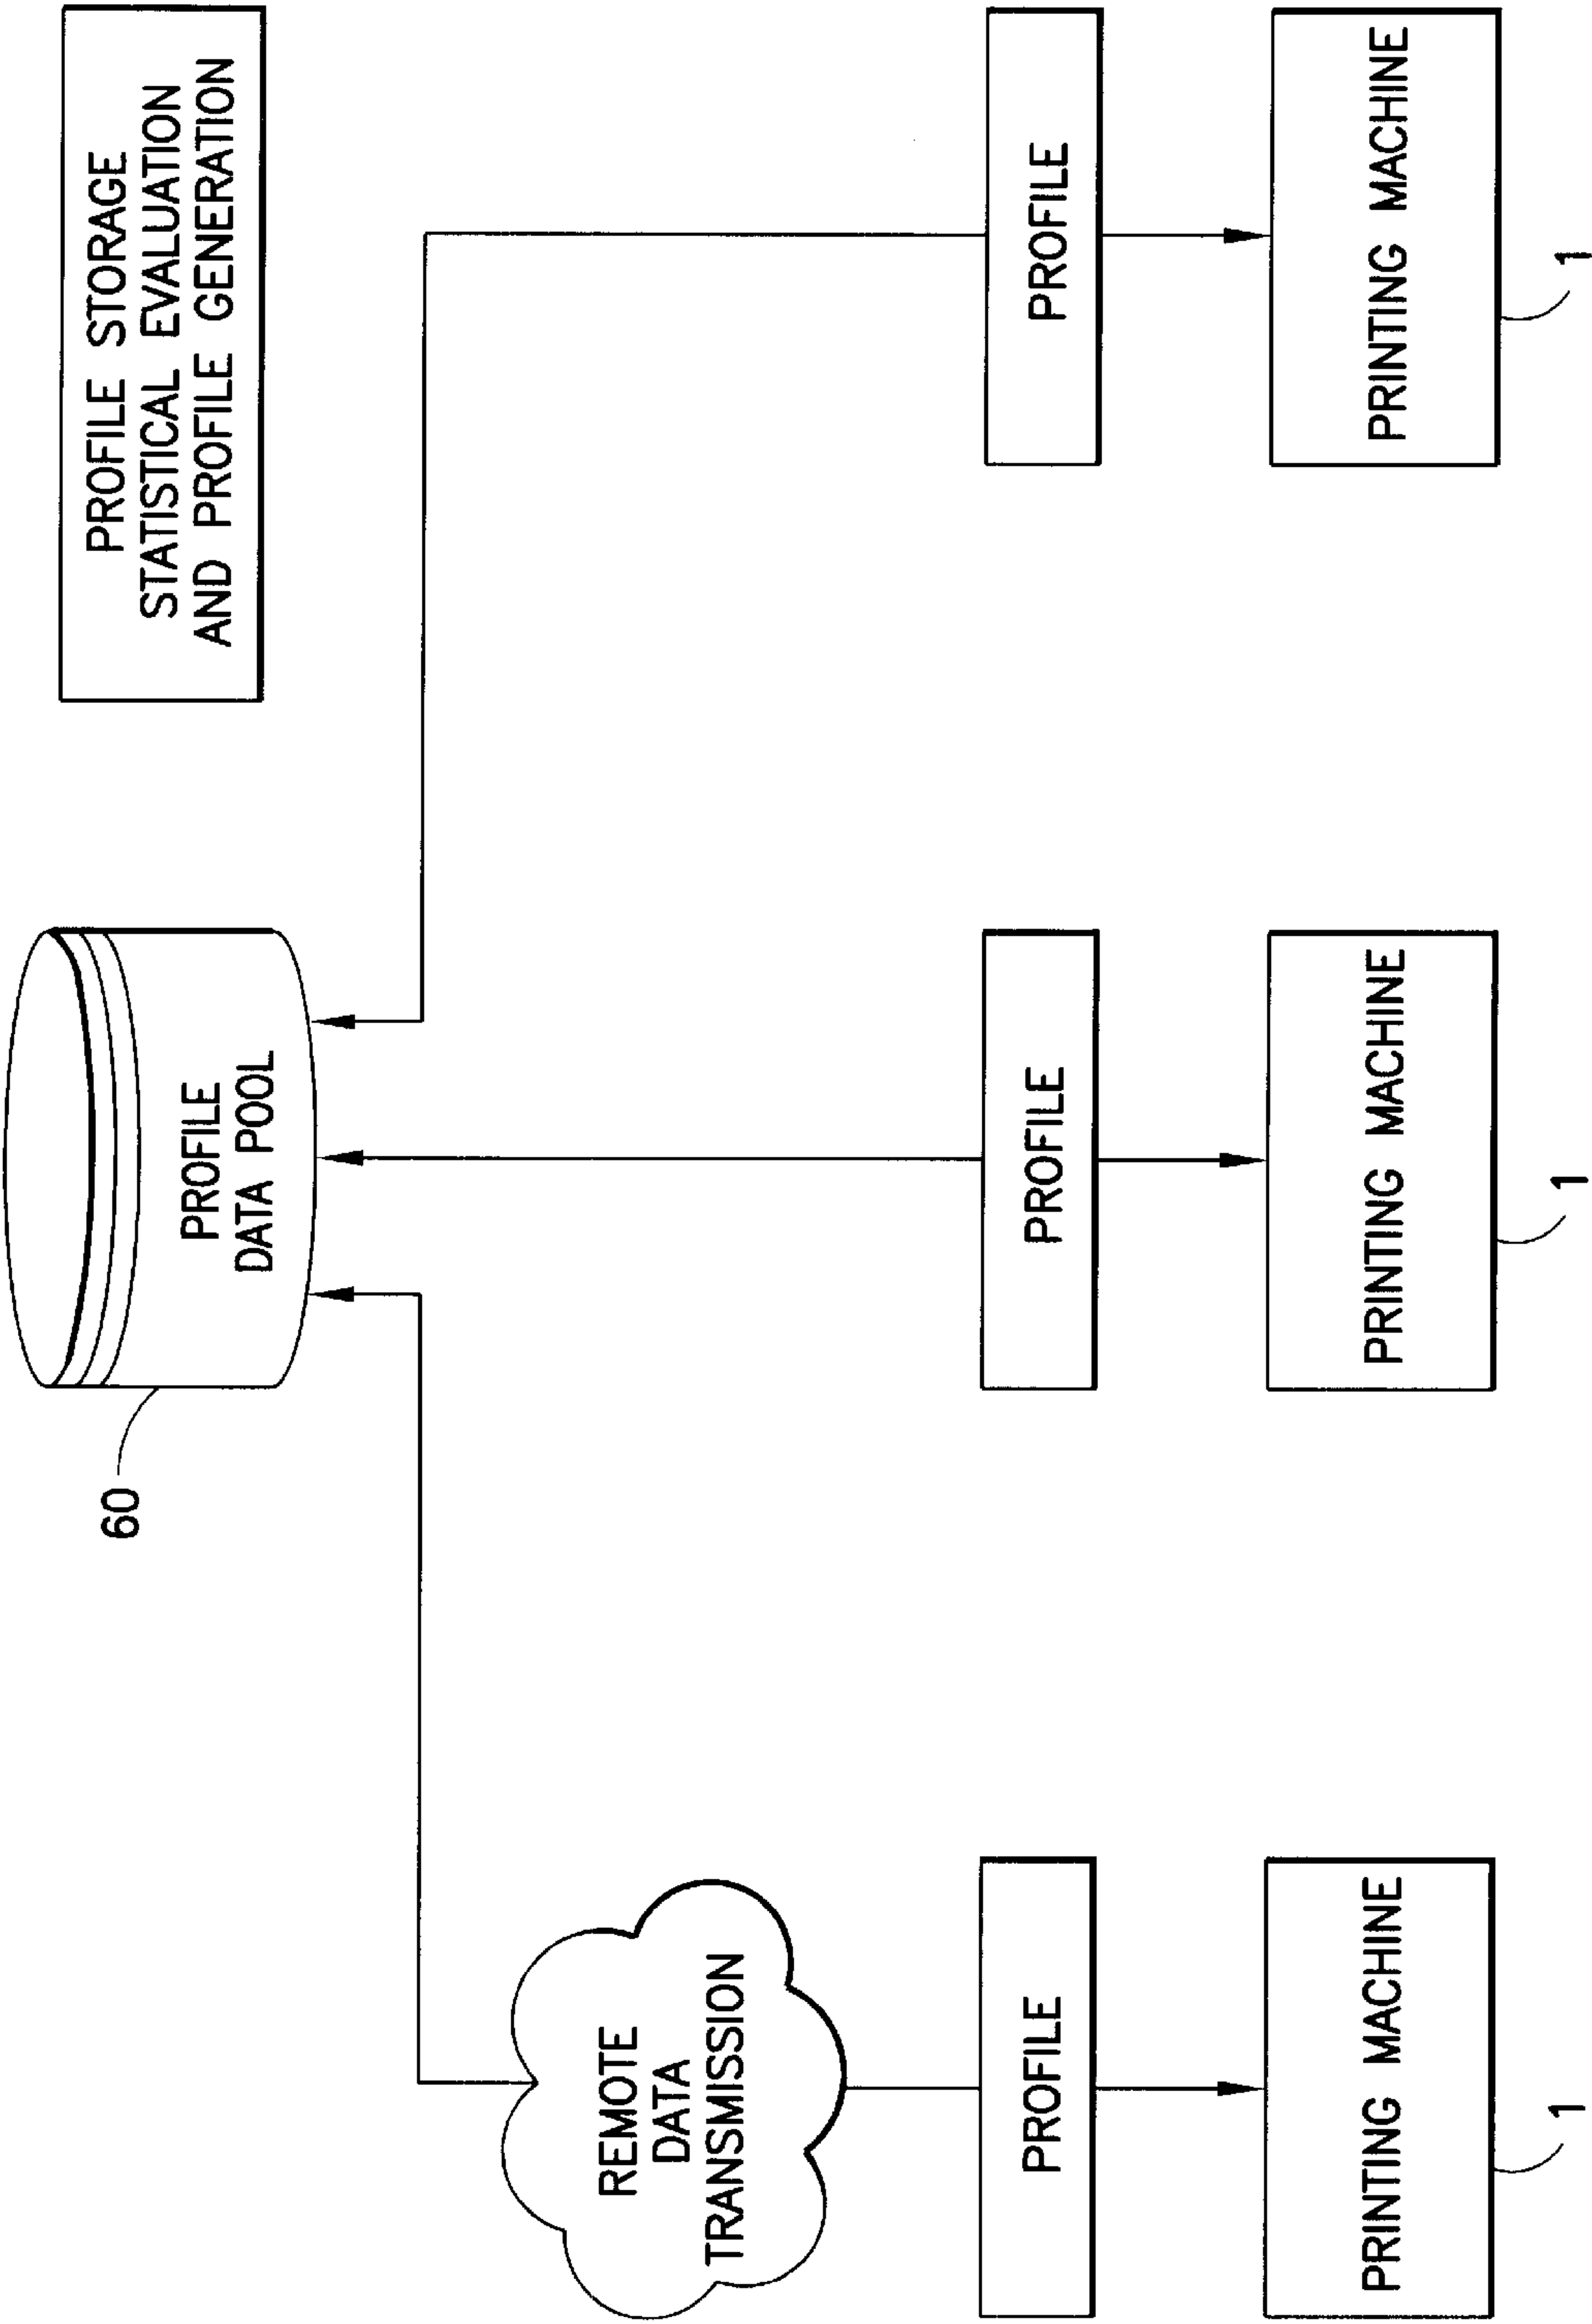 PROFILE
DATA POOL
60
PROFILE STORAGE
STATISTICAL EVALUATION
AND PROFILE GENERATION
REMOTE
DATA
TRANSMISSION
PROFILE
PROFILE
PROFILE
PRINTING MACHINE
PRINTING MACHINE
PRINTING MACHINE
1
1
1